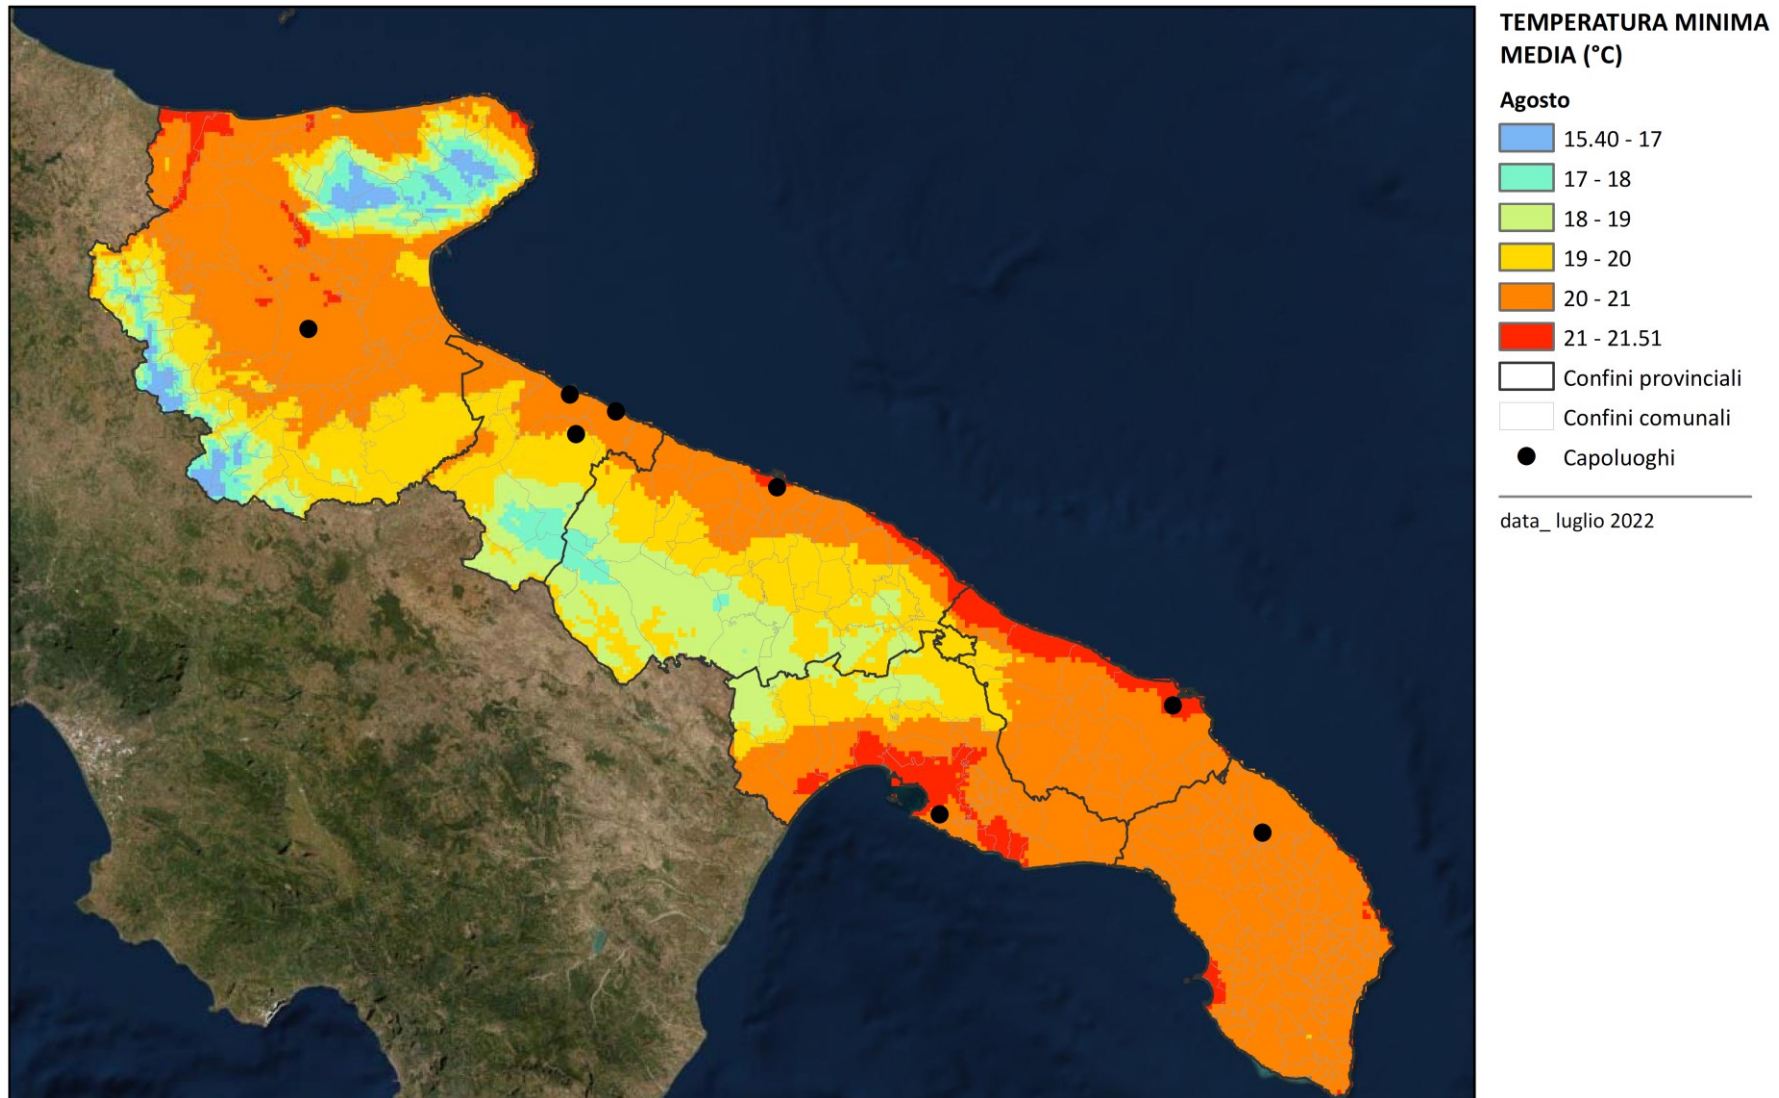 TEMPERATURA MINIMA
MEDIA (°C)
Agosto
15.40 - 17
17 - 18
18 - 19
19 - 20
20 - 21
21 - 21.51
Confini provinciali
Confini comunali
Capoluoghi
data_ luglio 2022